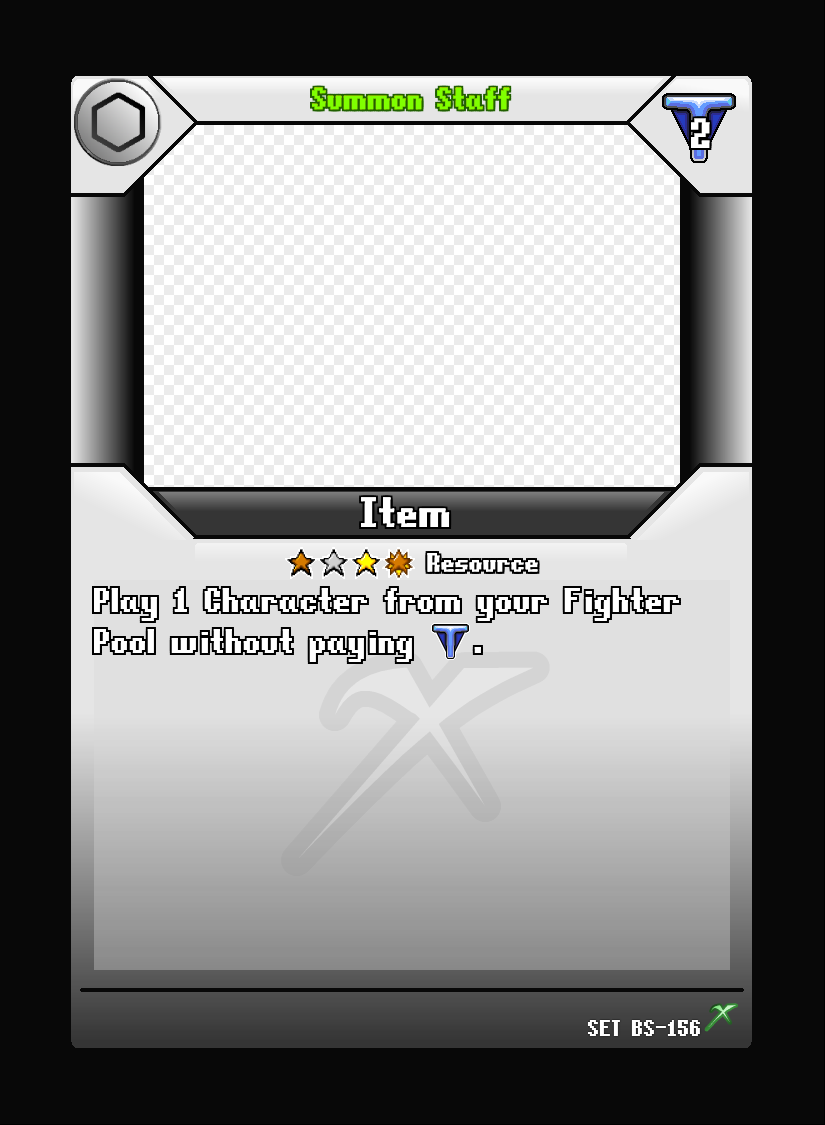 Summon Staff
2
Item
Resource
Play 1 Character from your Fighter
Pool without paying .
SET BS-156